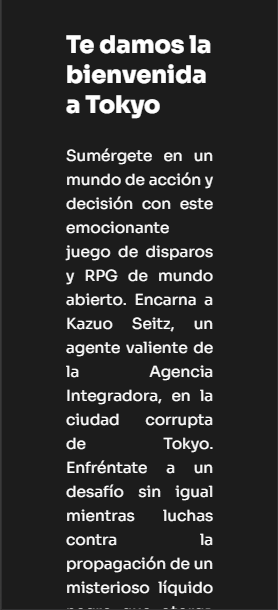 Te damos la
bienvenida
a Tokyo
Sumérgete en un
mundo de acción y
decisión con este
emocionante
juego de disparos
y RPG de mundo
abierto. Encarna a
Kazuo Seitz, un
agente valiente de
la Agencia
Integradora, en la
ciudad corrupta
de Tokyo.
Enfréntate a un
desafío sin igual
mientras luchas
contra la
propagación de un
misterioso líquido